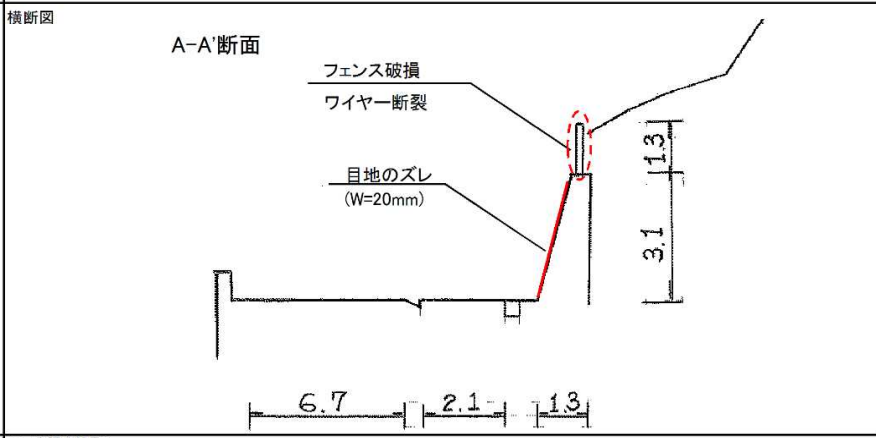 横断図
A-A'断面
フェンス破損
ワイヤー断裂
目地のズレ
(W=20mm)
1.3
3.1
6.7
2.1
1.3